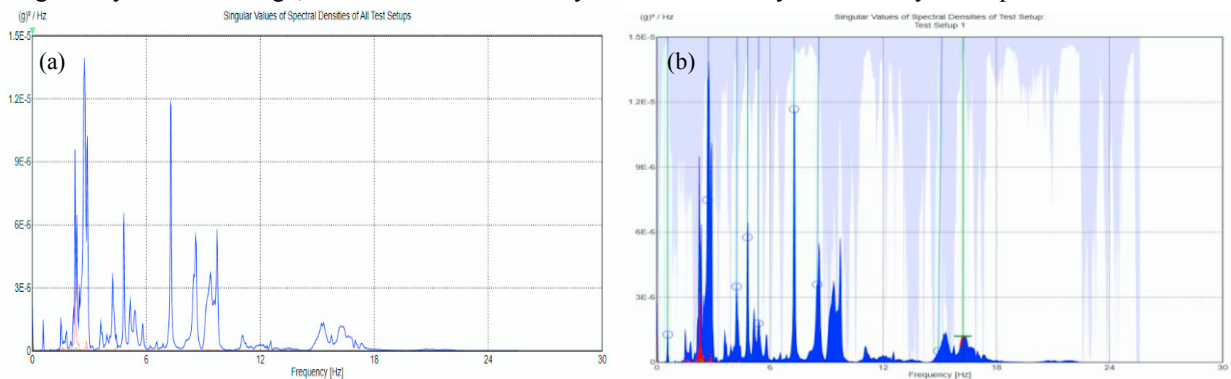 (g)² / Hz
Singular Values of Spectral Densities of All Test Setups
1.5E-5
(a)
1.2E-5
9E-6
6E-6
3E-6
0
6
12
18
24
30
Frequency [Hz]
(g)² / Hz
Singular Values of Spectral Densities of Test Setup:
Test Setup 1
1.5E-5
(b)
1.2E-5
9E-6
6E-6
3E-6
0
0
6
12
18
24
30
Frequency [Hz]